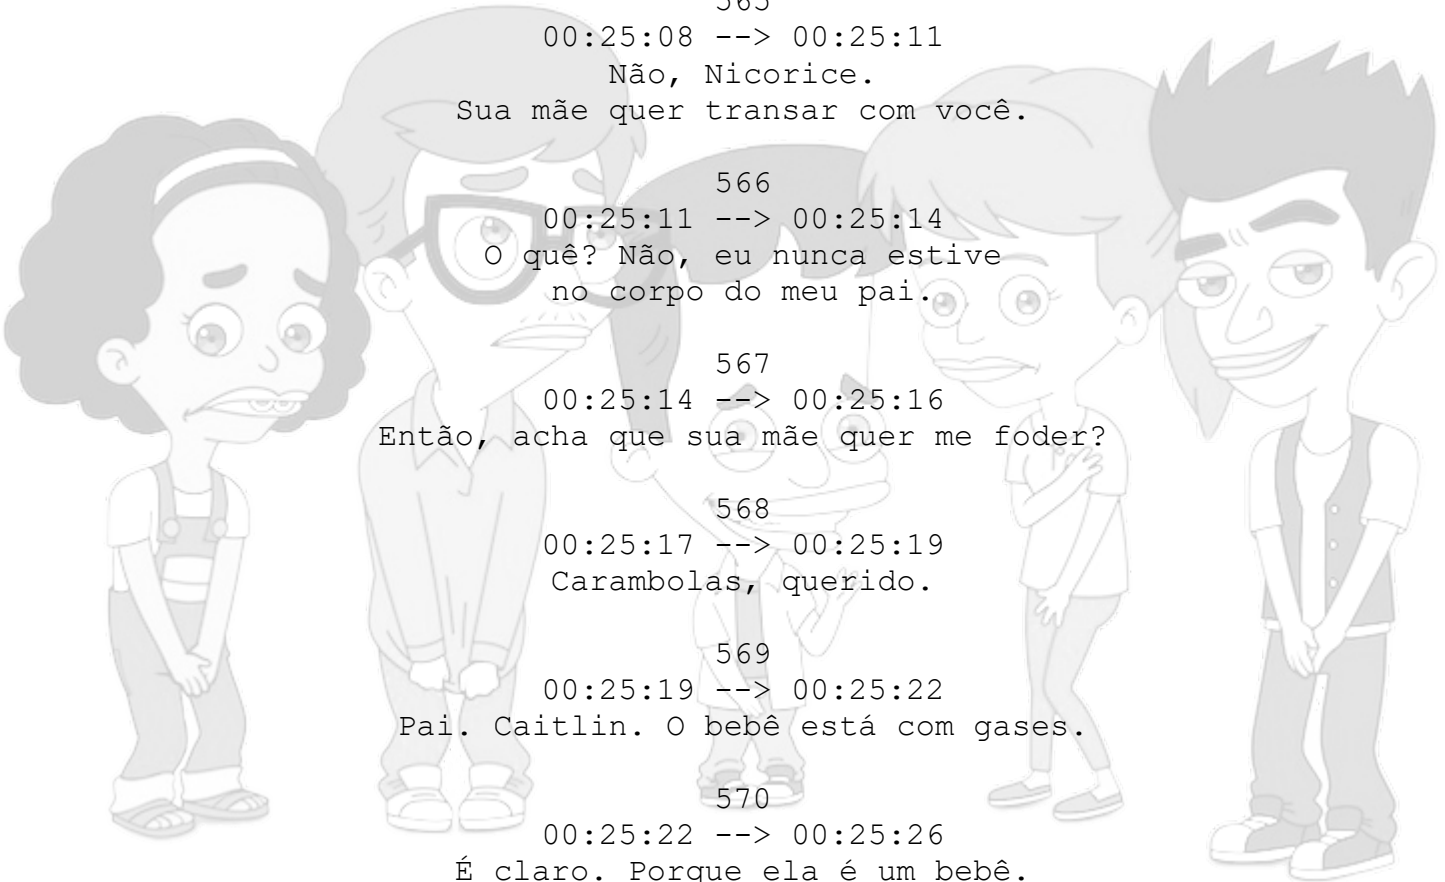 565
00:25:08 --> 00:25:11
Não, Nicorice.
Sua mãe quer transar com você.
566
00:25:11 --> 00:25:14
O quê? Não, eu nunca estive
no corpo do meu pai.
567
00:25:14 --> 00:25:16
Então, acha que sua mãe quer me foder?
568
00:25:17 --> 00:25:19
Carambolas, querido.
569
00:25:19 --> 00:25:22
Pai. Caitlin. O bebê está com gases.
570
00:25:22 --> 00:25:26
É claro. Porque ela é um bebê.